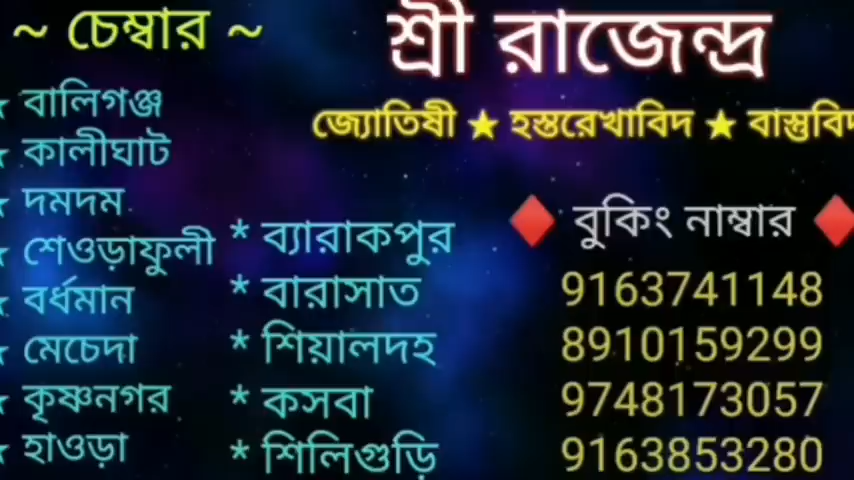 ~ চেম্বার ~
★ বালিগঞ্জ
★ কালীঘাট
★ দমদম
★ শেওড়াফুলী
★ বর্ধমান
★ মেচেদা
★ কৃষ্ণনগর
★ হাওড়া
* ব্যারাকপুর
* বারাসাত
* শিয়ালদহ
* কসবা
* শিলিগুড়ি
শ্রী রাজেন্দ্র
জ্যোতিষী ★ হস্তরেখাবিদ ★ বাস্তুবিদ
♦ বুকিং নাম্বার ♦
9163741148
8910159299
9748173057
9163853280